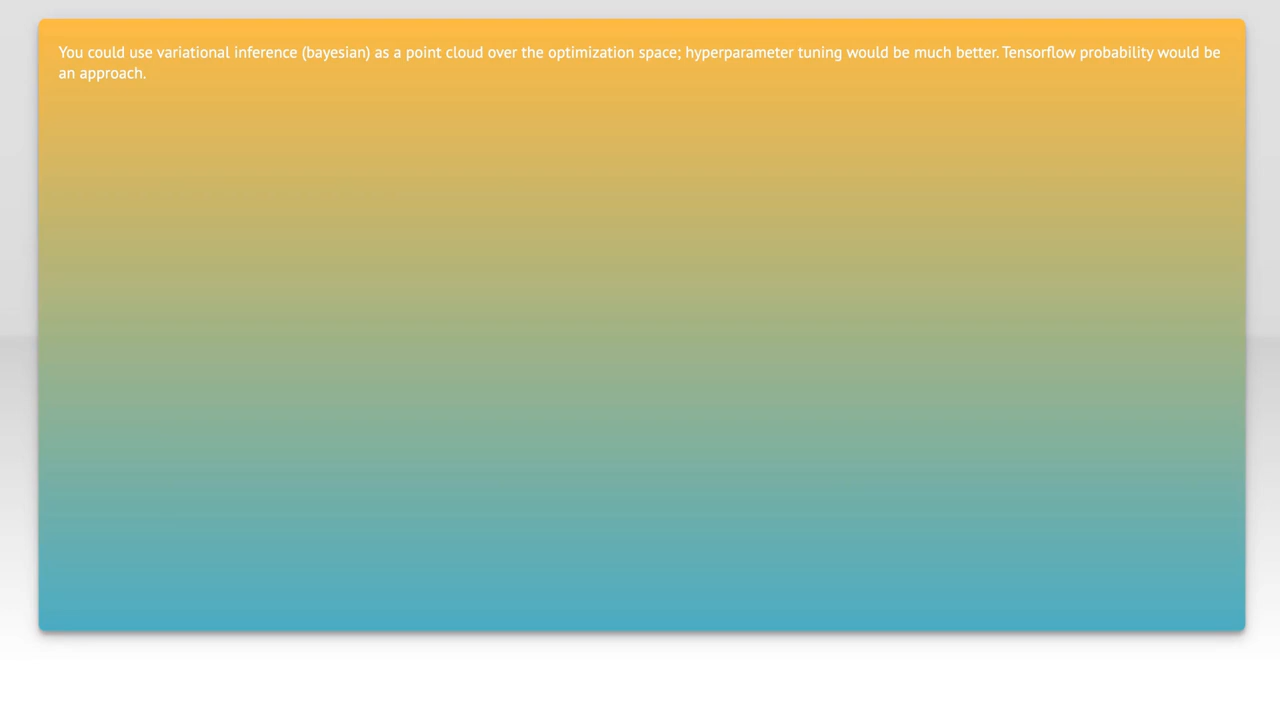 You could use variational inference (bayesian) as a point cloud over the optimization space; hyperparameter tuning would be much better. Tensorflow probability would be
an approach.